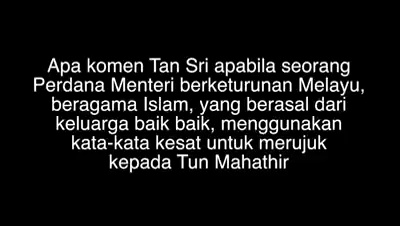 Apa komen Tan Sri apabila seorang
Perdana Menteri berketurunan Melayu,
beragama Islam, yang berasal dari
keluarga baik baik, menggunakan
kata-kata kesat untuk merujuk
kepada Tun Mahathir